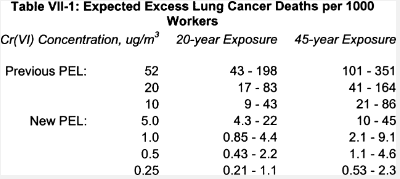 Table VII-1: Expected Excess Lung Cancer Deaths per 1000
Workers
Cr(VI) Concentration, ug/m³ 20-year Exposure 45-year Exposure
Previous PEL: 52 43 - 198 101 - 351
20 17 - 83 41 - 164
10 9 - 43 21 - 86
New PEL: 5.0 4.3 - 22 10 - 45
1.0 0.85 - 4.4 2.1 - 9.1
0.5 0.43 - 2.2 1.1 - 4.6
0.25 0.21 - 1.1 0.53 - 2.3